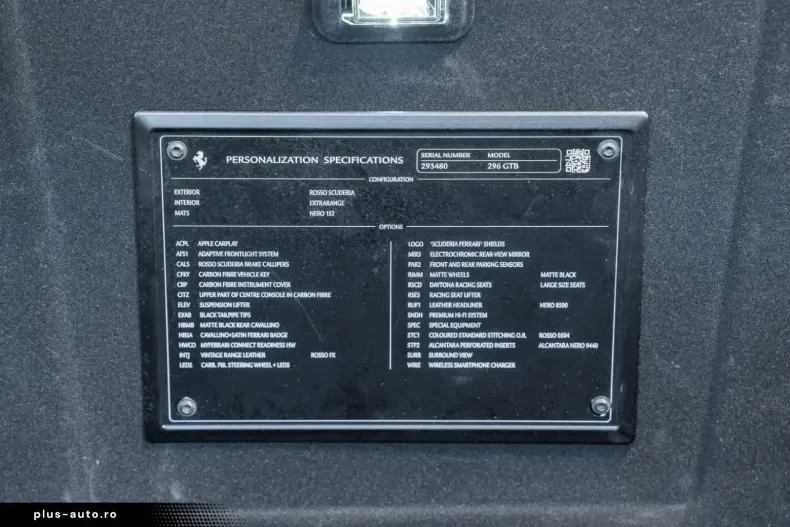 PERSONALIZATION SPECIFICATIONS
SERIAL NUMBER MODEL
293480 296 GTB
CONFIGURATION
EXTERIOR ROSSO SCUDERIA
INTERIOR EXTRARANGE
MATS NERO 152
OPTIONS
ACPL APPLE CARPLAY
AFS1 ADAPTIVE FRONTLIGHT SYSTEM
CALS ROSSO SCUDERIA BRAKE CALLIPERS
CFKY CARBON FIBRE VEHICLE KEY
CIIP CARBON FIBRE INSTRUMENT COVER
CITZ UPPER PART OF CENTRE CONSOLE IN CARBON FIBRE
ELEV SUSPENSION LIFTER
EXAB BLACK TAILPIPE TIPS
HBMB MATTE BLACK REAR CAVALLINO
HBSA CAVALLINO+SATIN FERRARI BADGE
HWCO MYFERRARI CONNECT READINESS HW
INTJ VINTAGE RANGE LEATHER ROSSO FX
LEDS CARB. FIB. STEERING WHEEL + LEDS
LOGO 'SCUDERIA FERRARI' SHIELDS
MIR3 ELECTROCHROMIC REAR-VIEW MIRROR
PAR2 FRONT AND REAR PARKING SENSORS
RIMM MATTE WHEELS MATTE BLACK
RSCD DAYTONA RACING SEATS LARGE SIZE SEATS
RSES RACING SEAT LIFTER
RUF1 LEATHER HEADLINER NERO 8500
SNDH PREMIUM HI-FI SYSTEM
SPEC SPECIAL EQUIPMENT
STC1 COLOURED STANDARD STITCHING O.R. ROSSO 0504
STP2 ALCANTARA PERFORATED INSERTS ALCANTARA NERO 9440
SURR SURROUND VIEW
WIRE WIRELESS SMARTPHONE CHARGER
plus-auto.ro